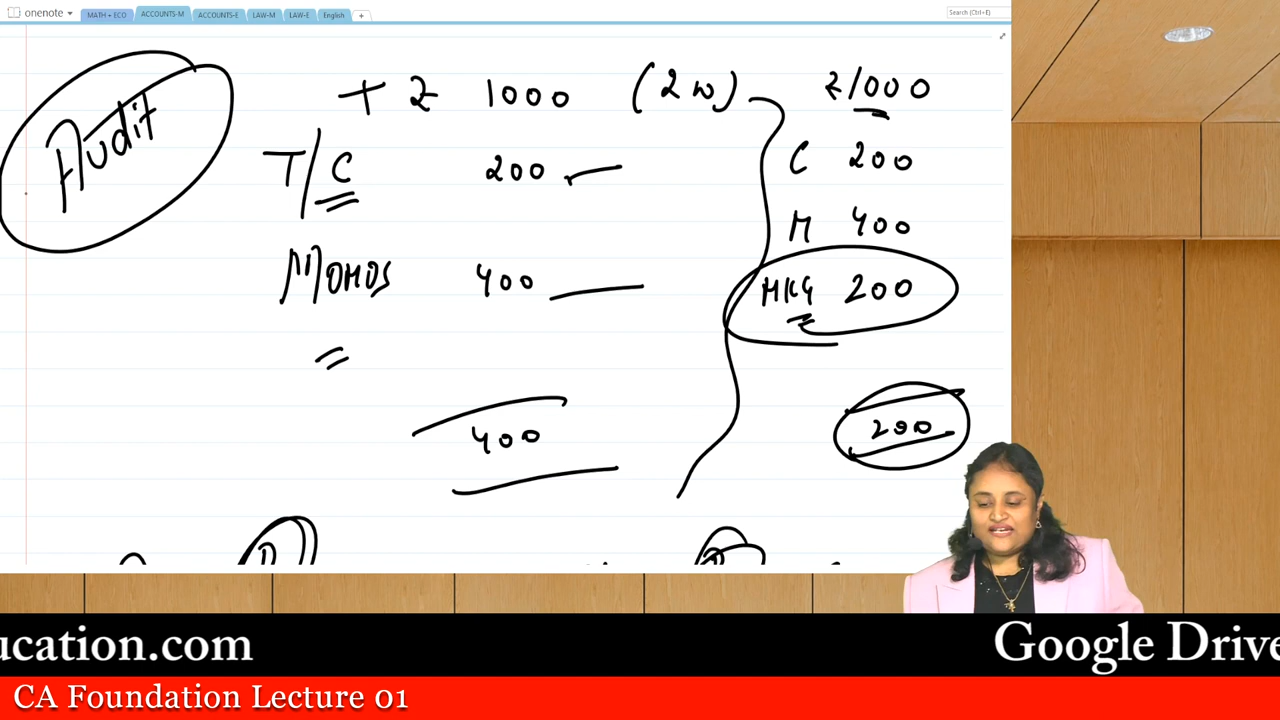 onenote MATH + ECO ACCOUNTS-M ACCOUNTS-E LAW-M LAW-E English + Search (Ctrl+E)
Audit
+ 1000 (2 w)
T/C 200
MOMOS 400
400
1000
C 200
M 400
MKG 200
200
ucation.com Google Drive
CA Foundation Lecture 01